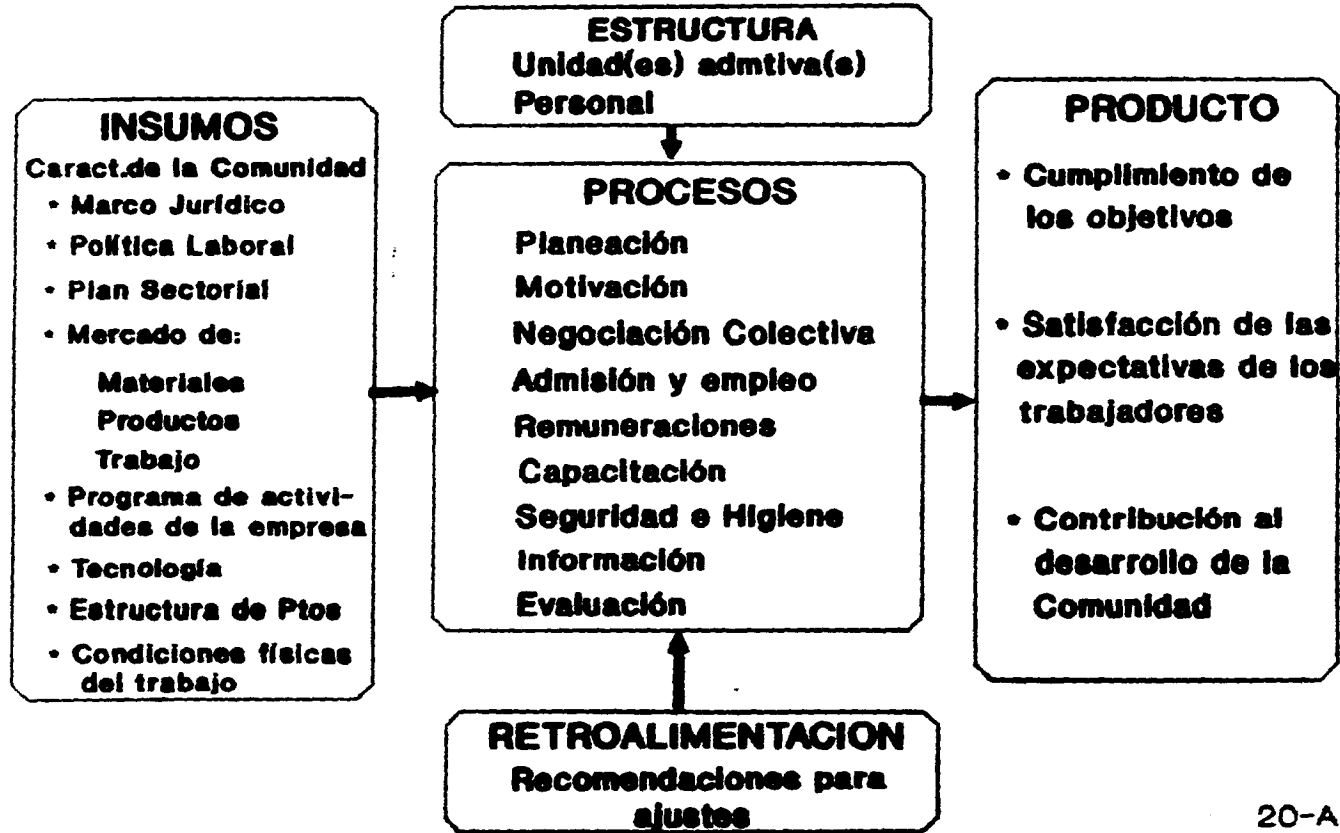 ESTRUCTURA
Unidad(es) admtiva(s)
Personal
INSUMOS
Caract.de la Comunidad
* Marco Jurídico
* Política Laboral
* Plan Sectorial
* Mercado de:
Materiales
Productos
Trabajo
* Programa de activi-
dades de la empresa
* Tecnología
* Estructura de Ptos
* Condiciones físicas
del trabajo
PROCESOS
Planeación
Motivación
Negociación Colectiva
Admisión y empleo
Remuneraciones
Capacitación
Seguridad e Higiene
Información
Evaluación
PRODUCTO
* Cumplimiento de
los objetivos
* Satisfacción de las
expectativas de los
trabajadores
* Contribución al
desarrollo de la
Comunidad
RETROALIMENTACION
Recomendaciones para
ajustes
20-A